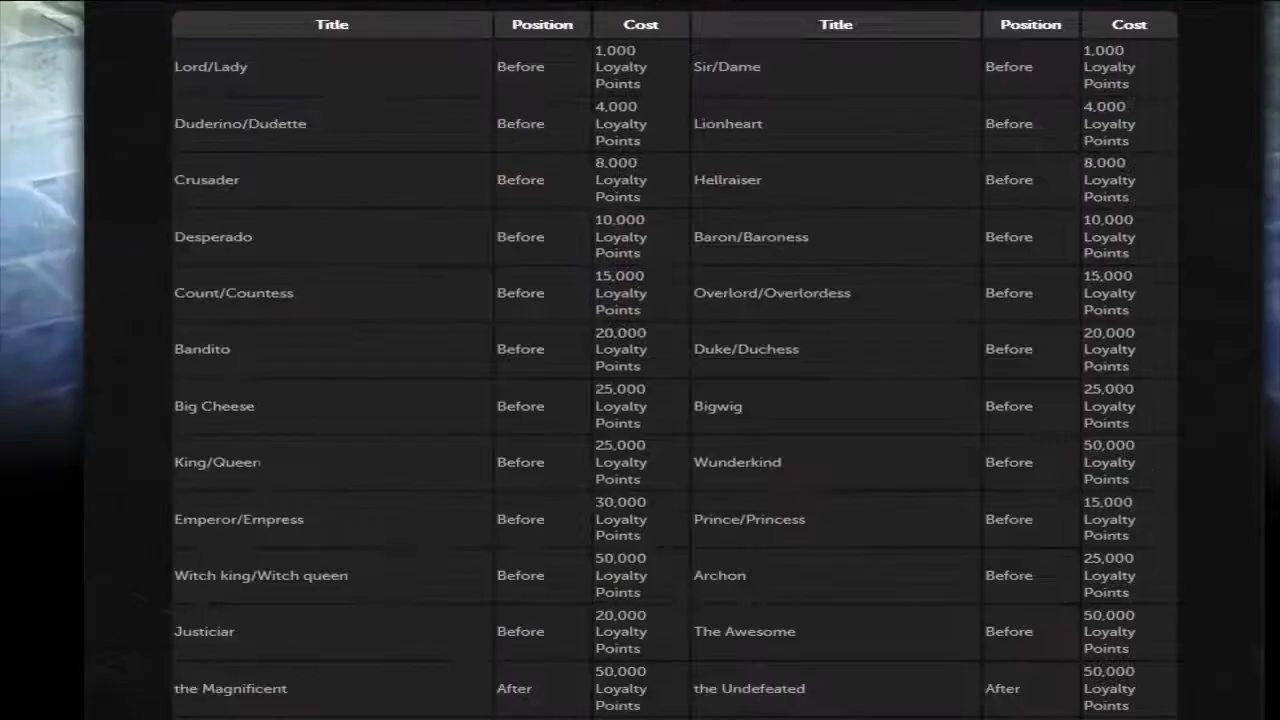 Title Position Cost Title Position Cost
Lord/Lady Before 1,000 Loyalty Points Sir/Dame Before 1,000 Loyalty Points
Duderino/Dudette Before 4,000 Loyalty Points Lionheart Before 4,000 Loyalty Points
Crusader Before 8,000 Loyalty Points Hellraiser Before 8,000 Loyalty Points
Desperado Before 10,000 Loyalty Points Baron/Baroness Before 10,000 Loyalty Points
Count/Countess Before 15,000 Loyalty Points Overlord/Overlordess Before 15,000 Loyalty Points
Bandito Before 20,000 Loyalty Points Duke/Duchess Before 20,000 Loyalty Points
Big Cheese Before 25,000 Loyalty Points Bigwig Before 25,000 Loyalty Points
King/Queen Before 25,000 Loyalty Points Wunderkind Before 50,000 Loyalty Points
Emperor/Empress Before 30,000 Loyalty Points Prince/Princess Before 15,000 Loyalty Points
Witch king/Witch queen Before 50,000 Loyalty Points Archon Before 25,000 Loyalty Points
Justiciar Before 20,000 Loyalty Points The Awesome Before 50,000 Loyalty Points
the Magnificent After 50,000 Loyalty Points the Undefeated After 50,000 Loyalty Points